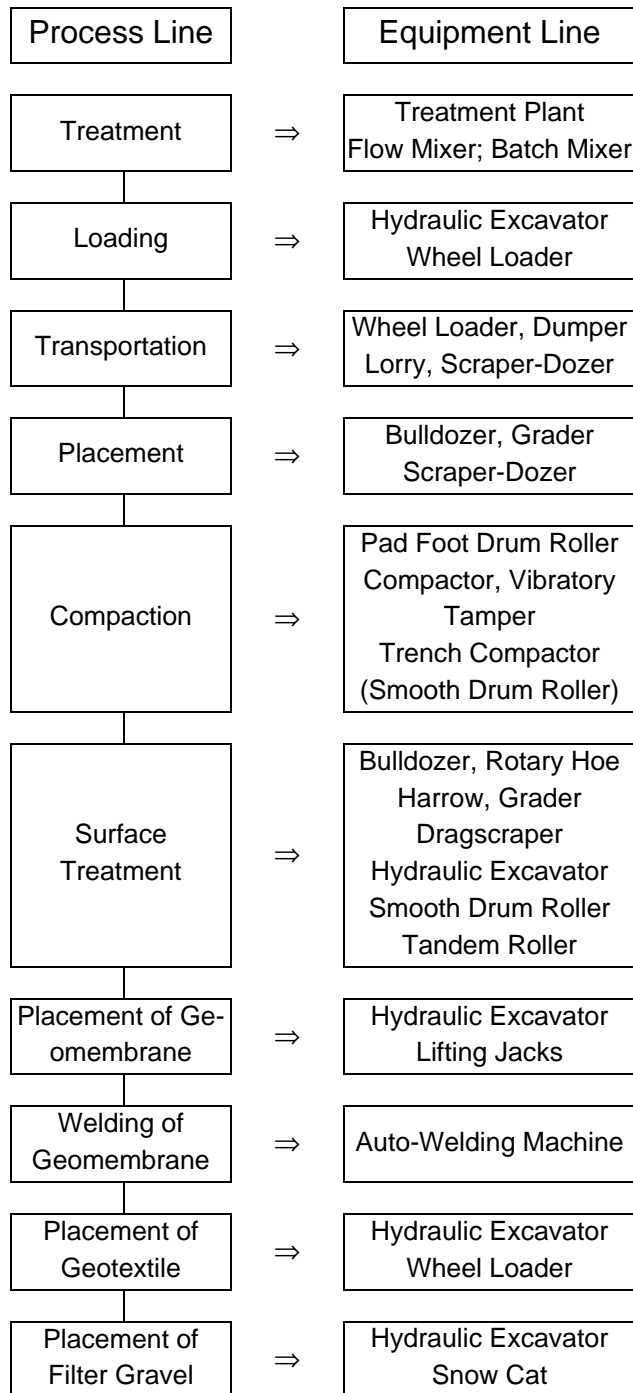 Process Line
Equipment Line
Treatment
⇒
Treatment Plant
Flow Mixer; Batch Mixer
Loading
⇒
Hydraulic Excavator
Wheel Loader
Transportation
⇒
Wheel Loader, Dumper
Lorry, Scraper-Dozer
Placement
⇒
Bulldozer, Grader
Scraper-Dozer
Compaction
⇒
Pad Foot Drum Roller
Compactor, Vibratory
Tamper
Trench Compactor
(Smooth Drum Roller)
Surface
Treatment
⇒
Bulldozer, Rotary Hoe
Harrow, Grader
Dragscraper
Hydraulic Excavator
Smooth Drum Roller
Tandem Roller
Placement of Ge-
omembrane
⇒
Hydraulic Excavator
Lifting Jacks
Welding of
Geomembrane
⇒
Auto-Welding Machine
Placement of
Geotextile
⇒
Hydraulic Excavator
Wheel Loader
Placement of
Filter Gravel
⇒
Hydraulic Excavator
Snow Cat